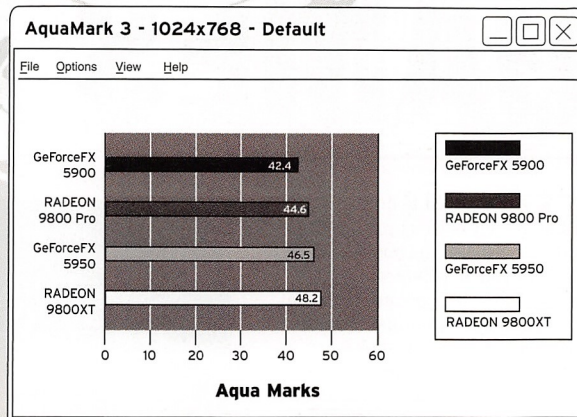 AquaMark 3 - 1024x768 - Default
File Options View Help
GeForceFX
5900
42.4
RADEON
9800 Pro
44.6
GeForceFX
5950
46.5
RADEON
9800XT
48.2
0 10 20 30 40 50 60
Aqua Marks
GeForceFX 5900
RADEON 9800 Pro
GeForceFX 5950
RADEON 9800XT